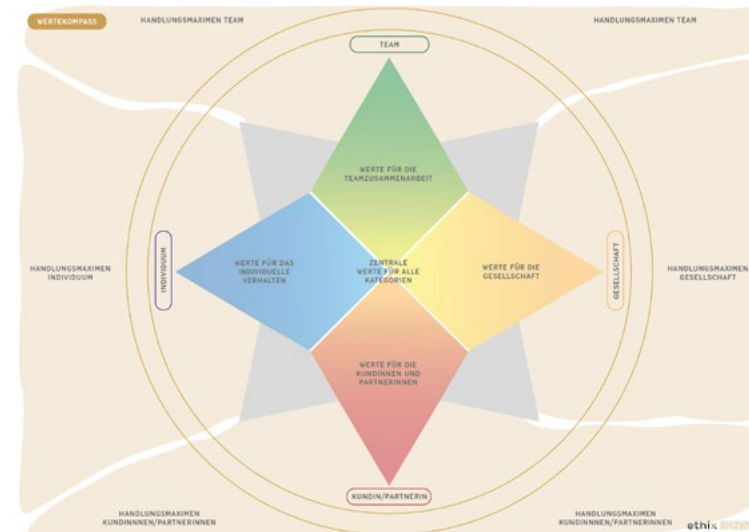 WERTEKOMPASS
HANDLUNGSMAXIMEN TEAM
HANDLUNGSMAXIMEN TEAM
TEAM
WERTE FÜR DIE
TEAMZUSAMMENARBEIT
HANDLUNGSMAXIMEN
INDIVIDUUM
INDIVIDUUM
WERTE FÜR DAS
INDIVIDUELLE
VERHALTEN
ZENTRALE
WERTE FÜR ALLE
KATEGORIEN
WERTE FÜR DIE
GESELLSCHAFT
GESELLSCHAFT
HANDLUNGSMAXIMEN
GESELLSCHAFT
WERTE FÜR DIE
KUNDINNEN UND
PARTNERINNEN
KUNDIN/PARTNERIN
HANDLUNGSMAXIMEN
KUNDINNNEN/PARTNERINNEN
HANDLUNGSMAXIMEN
KUNDINNNEN/PARTNERINNEN
ethix